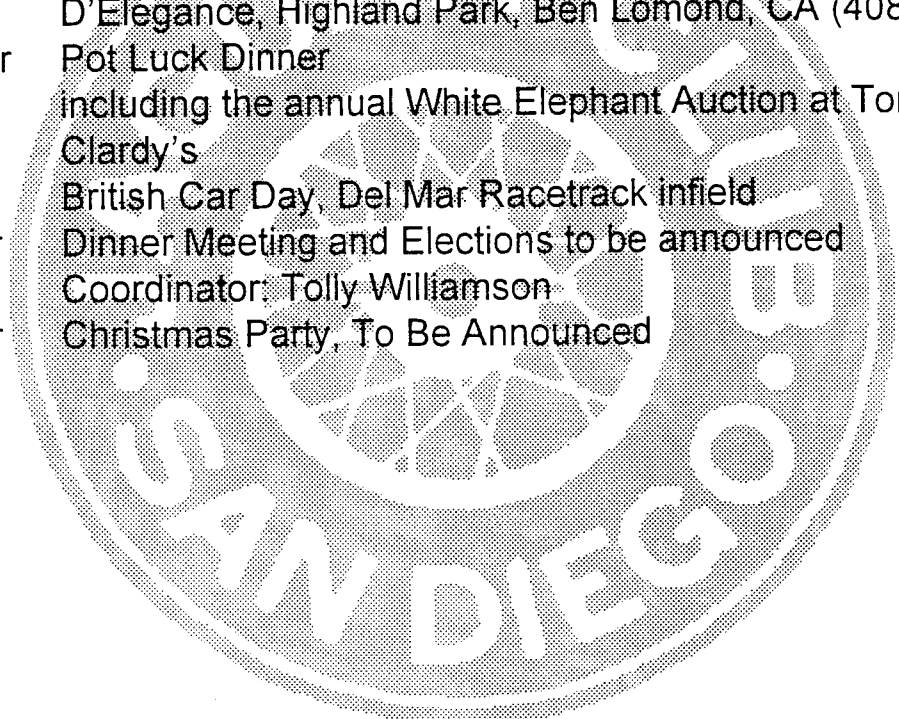 D'Elegance, Highland Park, Ben Lomond, CA (408
r Pot Luck Dinner
including the annual White Elephant Auction at Tor
Clardy's
British Car Day, Del Mar Racetrack infield
Dinner Meeting and Elections to be announced
Coordinator: Tolly Williamson
Christmas Party, To Be Announced
CLUB
SAN DIEGO